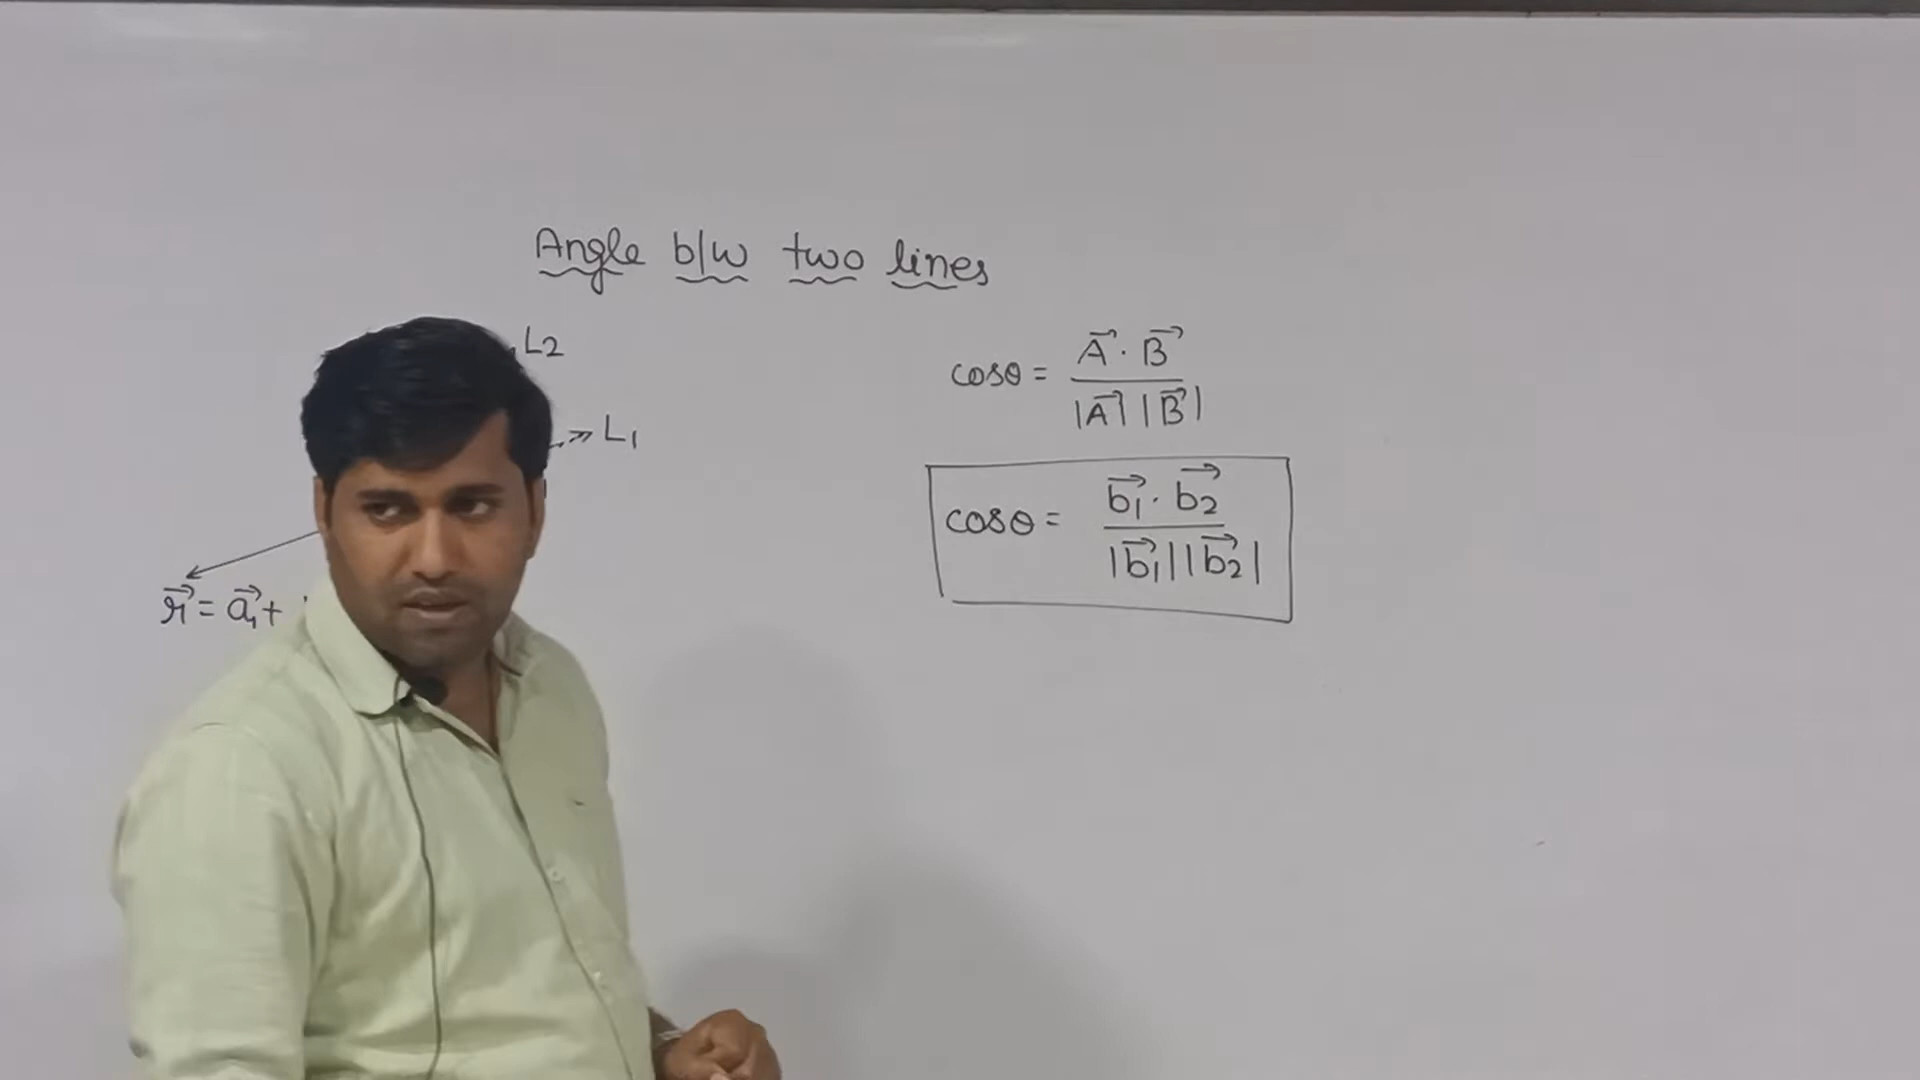 Angle b/w two lines
L2
L1
r⃗ = a⃗₁ +
cosθ = A⃗ · B⃗ / |A⃗| |B⃗|
cosθ = b⃗₁ · b⃗₂ / |b⃗₁| |b⃗₂|